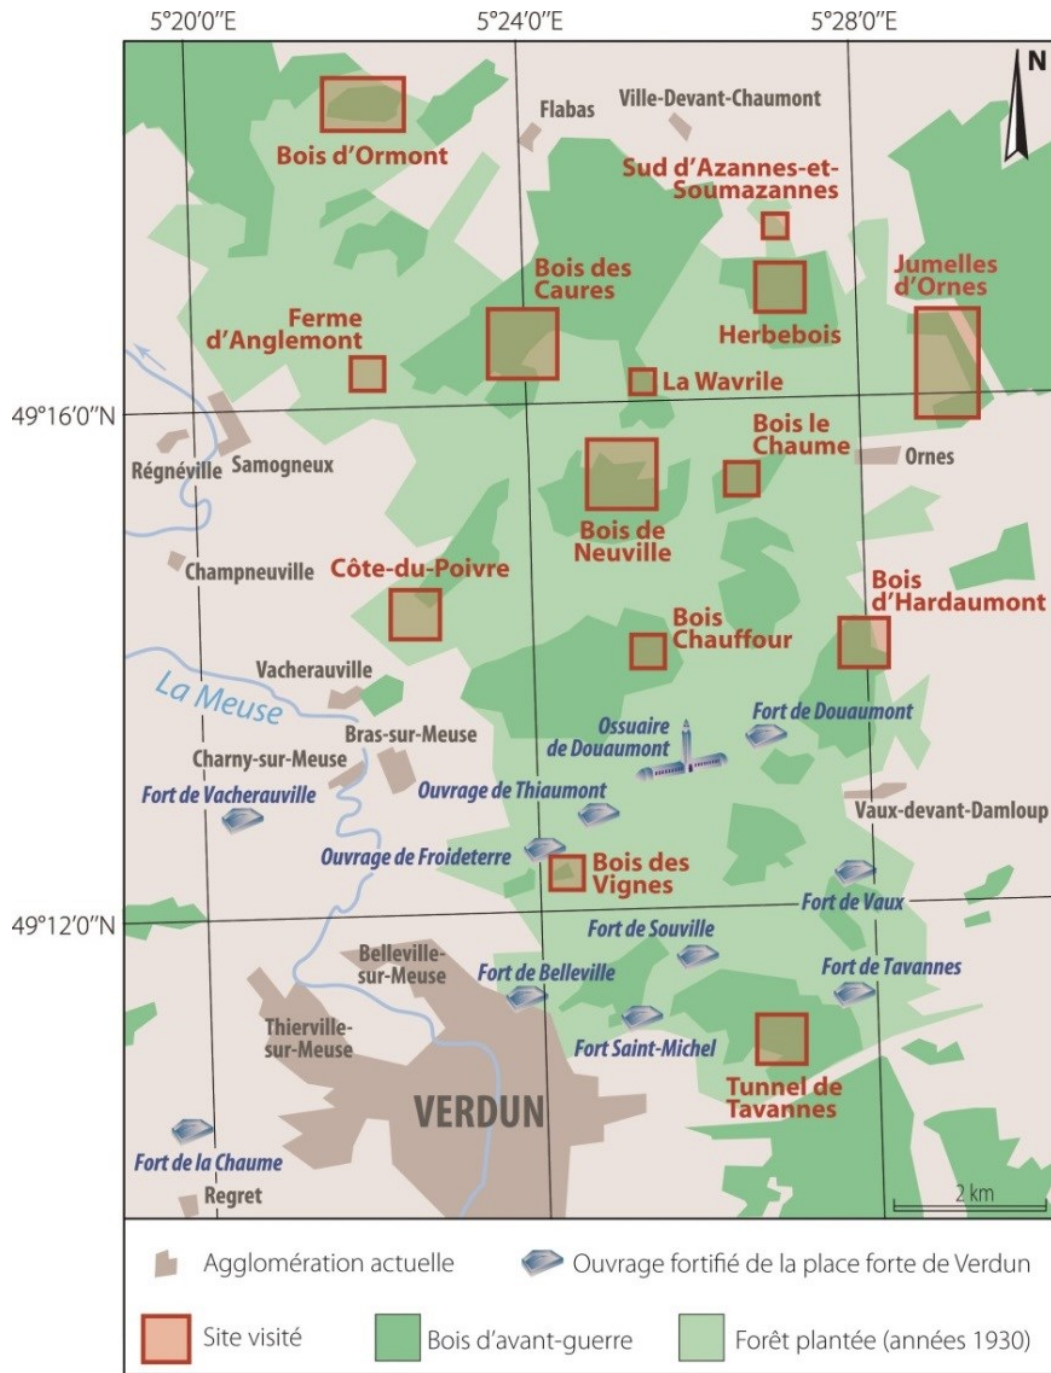 5°20’0’’E
5°24’0’’E
5°28’0’’E
N
Flabas
Ville-Devant-Chaumont
Bois d’Ormont
Sud d’Azannes-et-
Soumazannes
Bois des
Caures
Jumelles
d’Ornes
Ferme
d’Anglemont
Herbebois
La Wavrile
49°16’0’’N
Bois le
Chaume
Régnéville
Samogneux
Ornes
Bois de
Neuville
Champneuville
Côte-du-Poivre
Bois
d’Hardaumont
Bois
Chauffour
Vacherauville
La Meuse
Bras-sur-Meuse
Ossuaire
de Douaumont
Fort de Douaumont
Charny-sur-Meuse
Fort de Vacherauville
Ouvrage de Thiaumont
Vaux-devant-Damloup
Ouvrage de Froideterre
Bois des
Vignes
Fort de Vaux
49°12’0’’N
Belleville-
sur-Meuse
Fort de Souville
Fort de Belleville
Fort de Tavannes
Thierville-
sur-Meuse
Fort Saint-Michel
VERDUN
Tunnel de
Tavannes
Fort de la Chaume
Regret
2 km
Agglomération actuelle
Ouvrage fortifié de la place forte de Verdun
Site visité
Bois d’avant-guerre
Forêt plantée (années 1930)